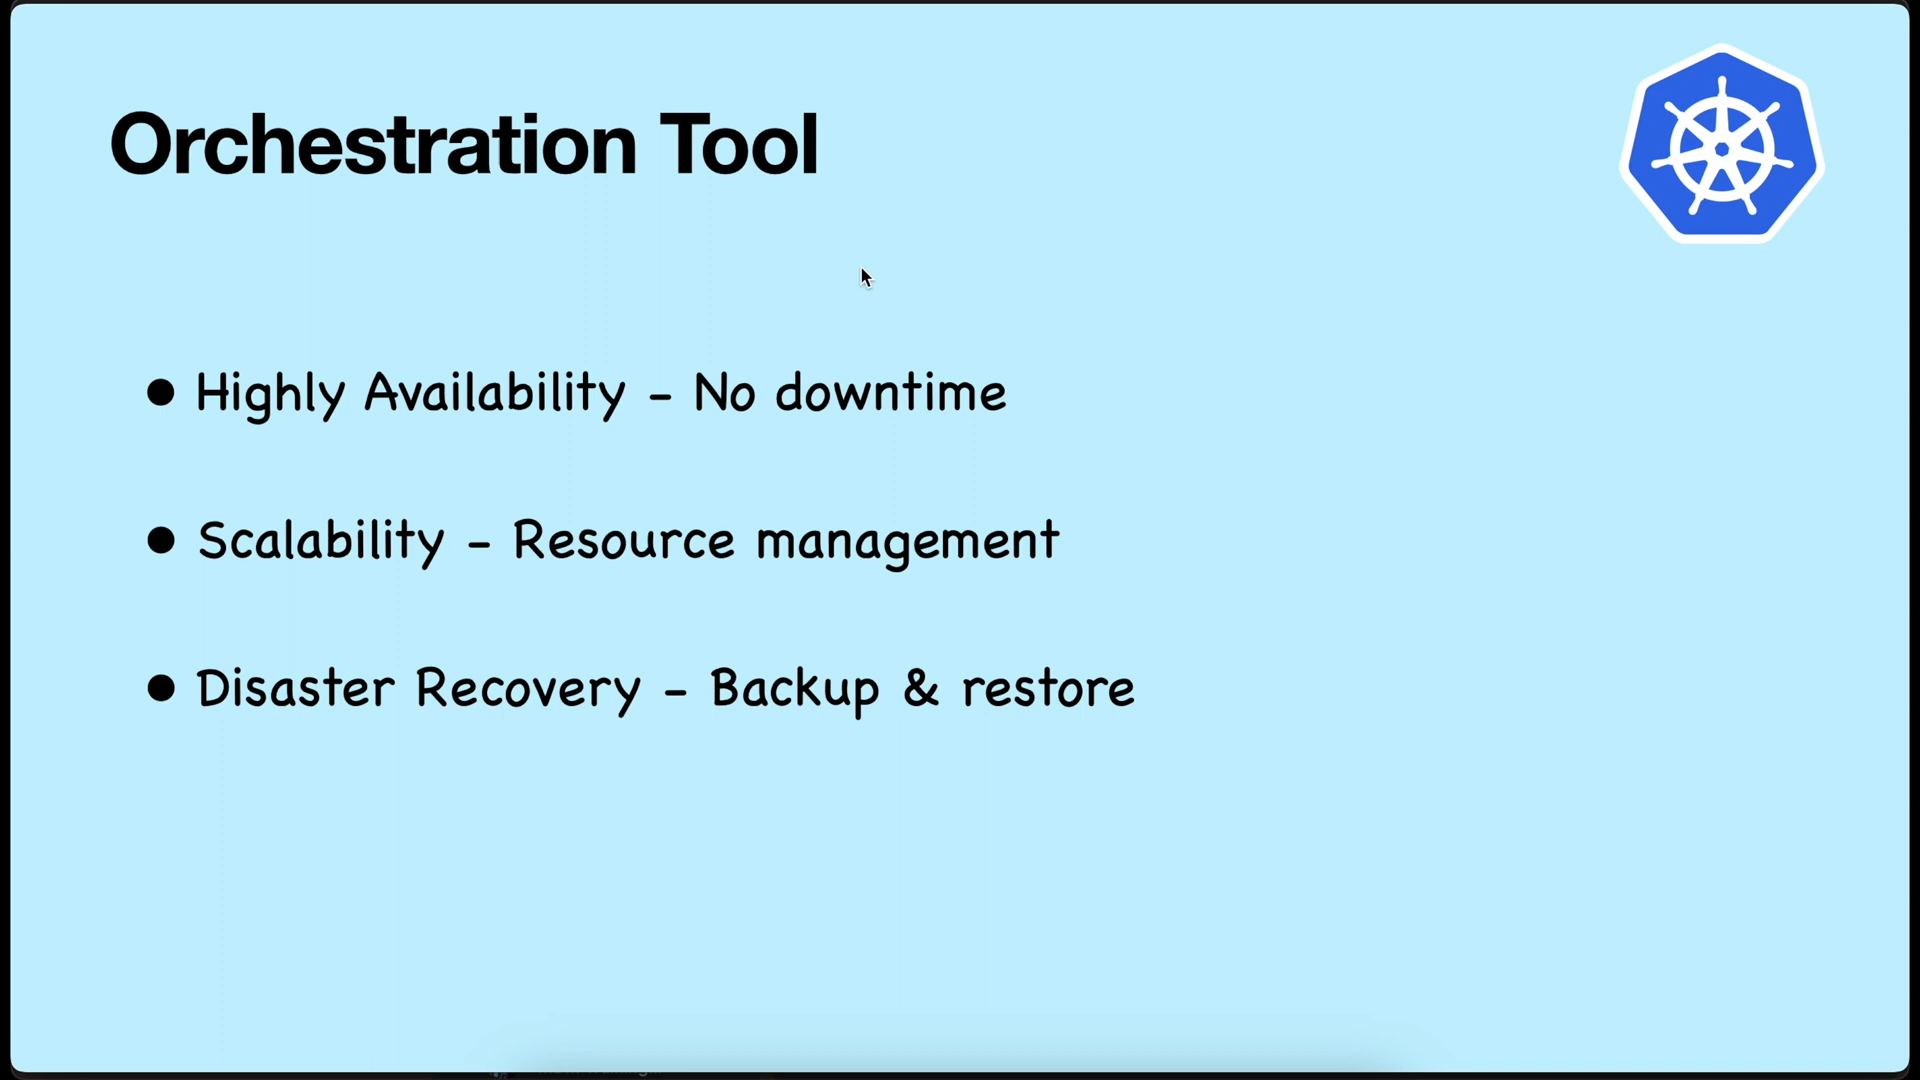 Orchestration Tool
● Highly Availability - No downtime
● Scalability - Resource management
● Disaster Recovery - Backup & restore